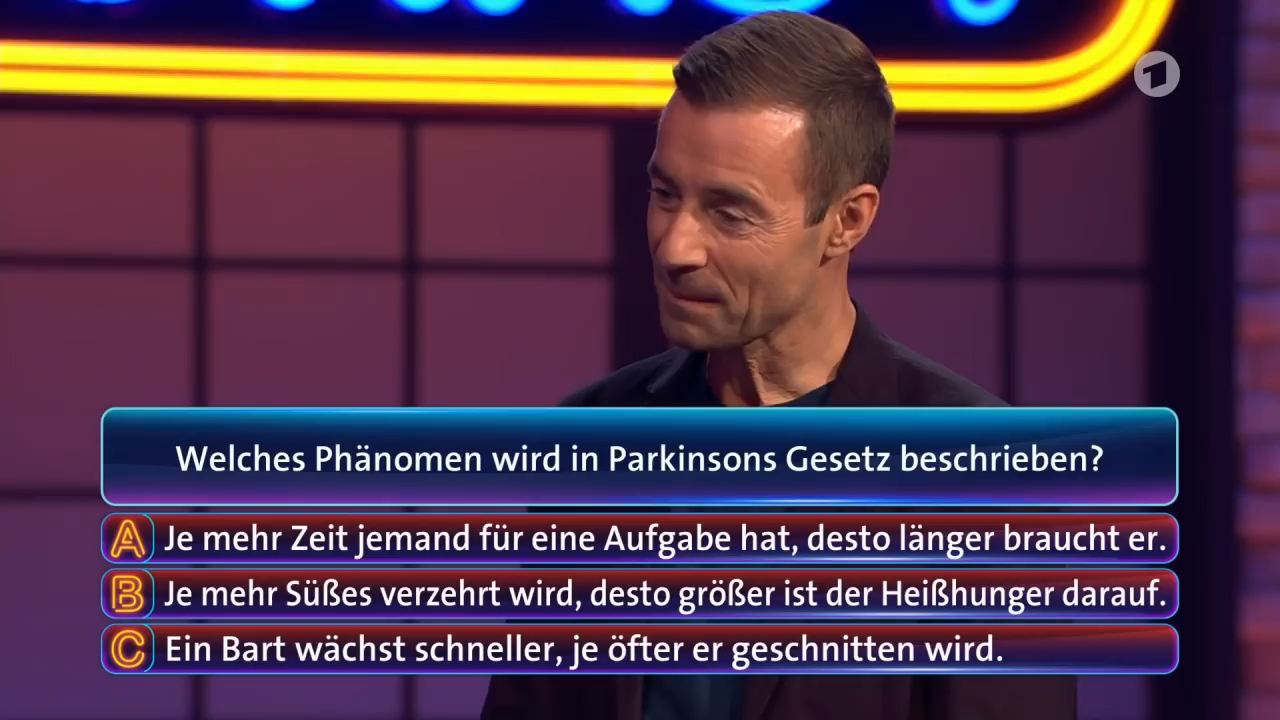 1
Welches Phänomen wird in Parkinsons Gesetz beschrieben?
A Je mehr Zeit jemand für eine Aufgabe hat, desto länger braucht er.
B Je mehr Süßes verzehrt wird, desto größer ist der Heißhunger darauf.
C Ein Bart wächst schneller, je öfter er geschnitten wird.